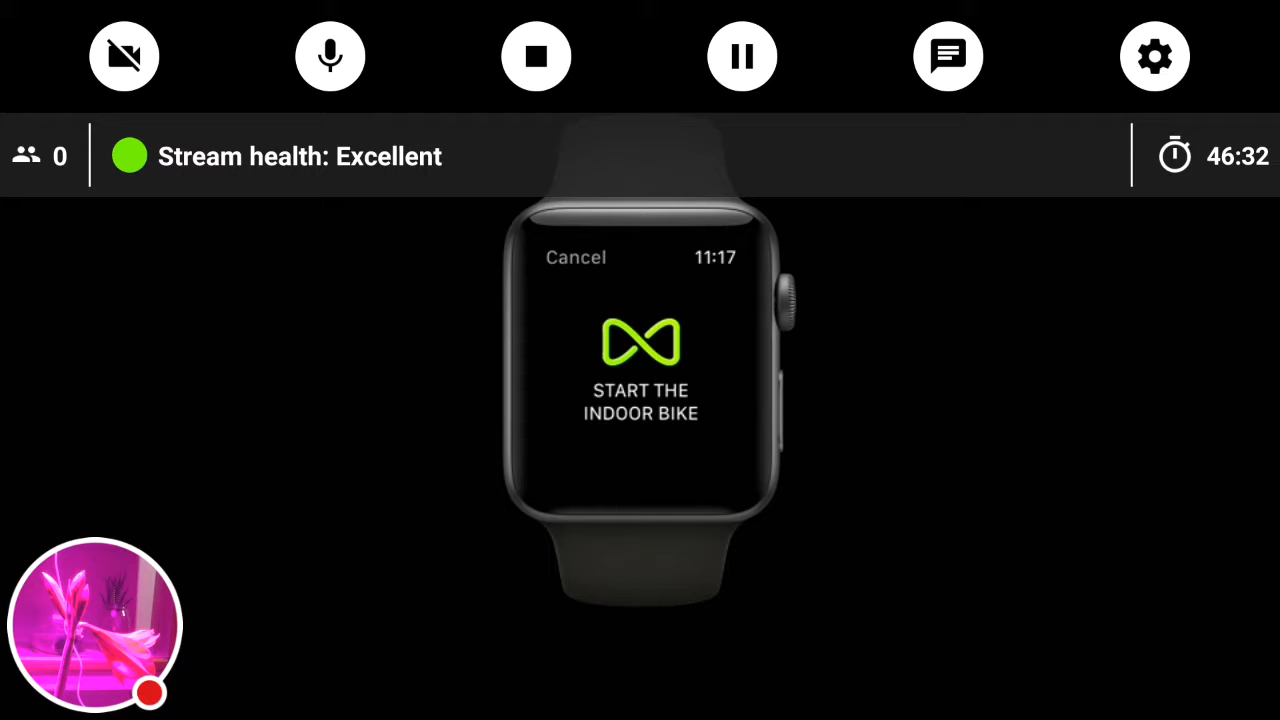 0
Stream health: Excellent
46:32
Cancel
11:17
START THE
INDOOR BIKE